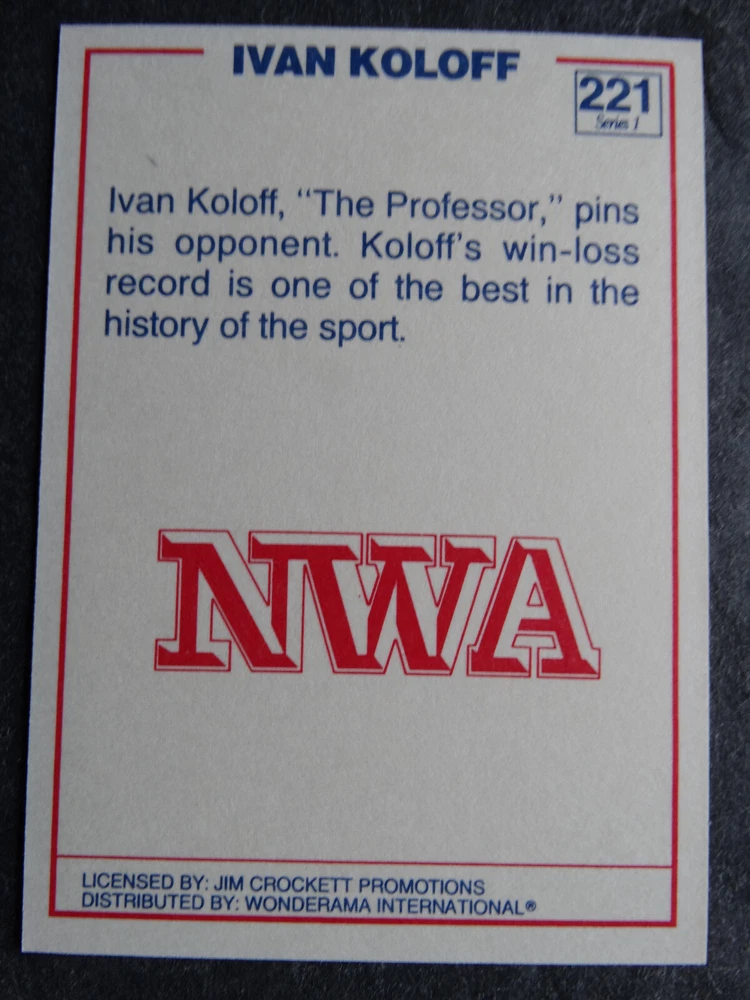 IVAN KOLOFF
221
Series 1
Ivan Koloff, "The Professor," pins
his opponent. Koloff's win-loss
record is one of the best in the
history of the sport.
NWA
LICENSED BY: JIM CROCKETT PROMOTIONS
DISTRIBUTED BY: WONDERAMA INTERNATIONAL®